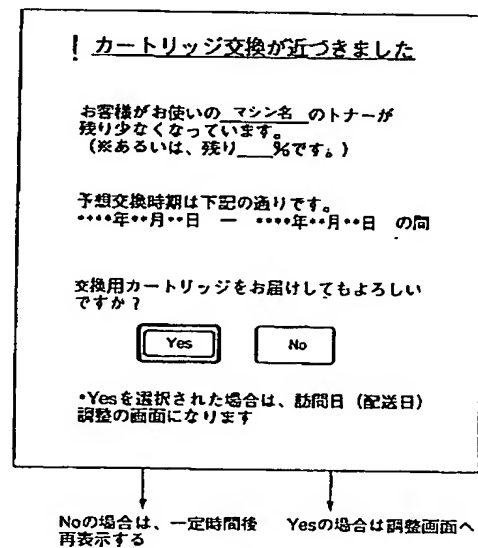 ! カートリッジ交換が近づきました
お客様がお使いの マシン名 のトナーが
残り少なくなっています。
(※あるいは、残り___%です。)
予想交換時期は下記の通りです。
****年**月**日 ー ****年**月**日 の間
交換用カートリッジをお届けしてもよろしい
ですか？
Yes No
*Yesを選択された場合は、訪問日（配送日）
調整の画面になります
Noの場合は、一定時間後 Yesの場合は調整画面へ
再表示する